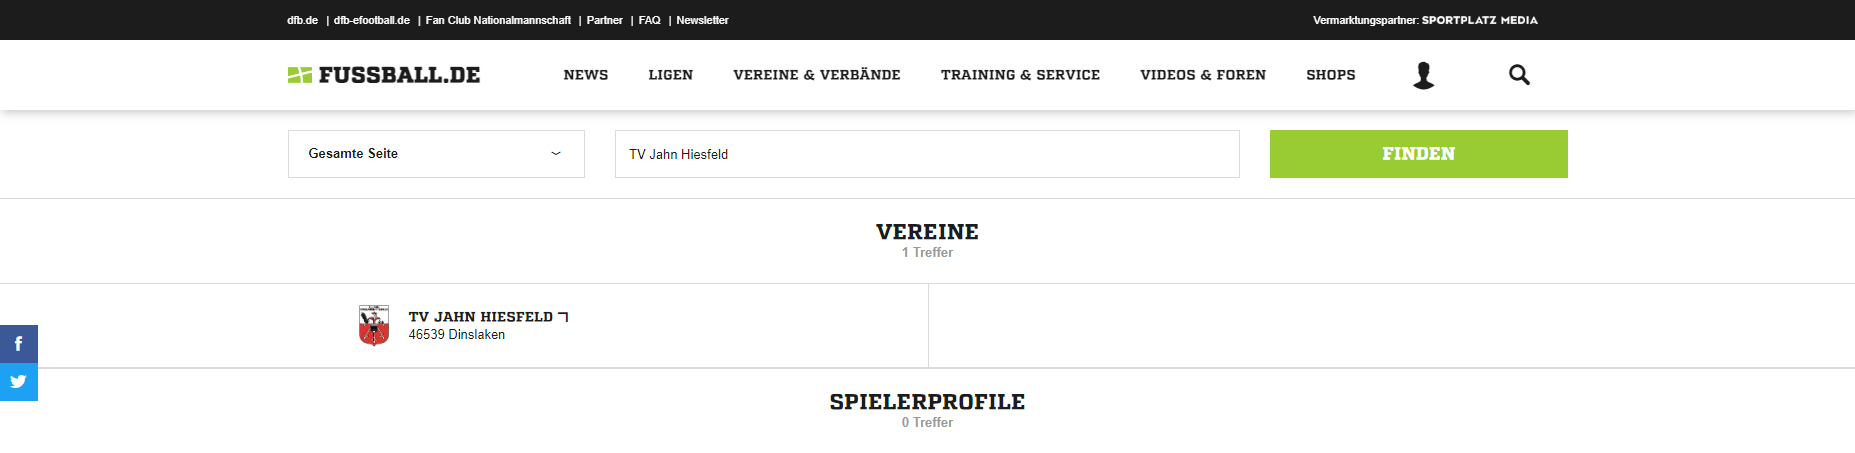 dfb.de | dfb-efootball.de | Fan Club Nationalmannschaft | Partner | FAQ | Newsletter
Vermarktungspartner: SPORTPLATZ MEDIA
FUSSBALL.DE
NEWS LIGEN VEREINE & VERBÄNDE TRAINING & SERVICE VIDEOS & FOREN SHOPS
Gesamte Seite
TV Jahn Hiesfeld
FINDEN
VEREINE
1 Treffer
TV JAHN HIESFELD
46539 Dinslaken
SPIELERPROFILE
0 Treffer